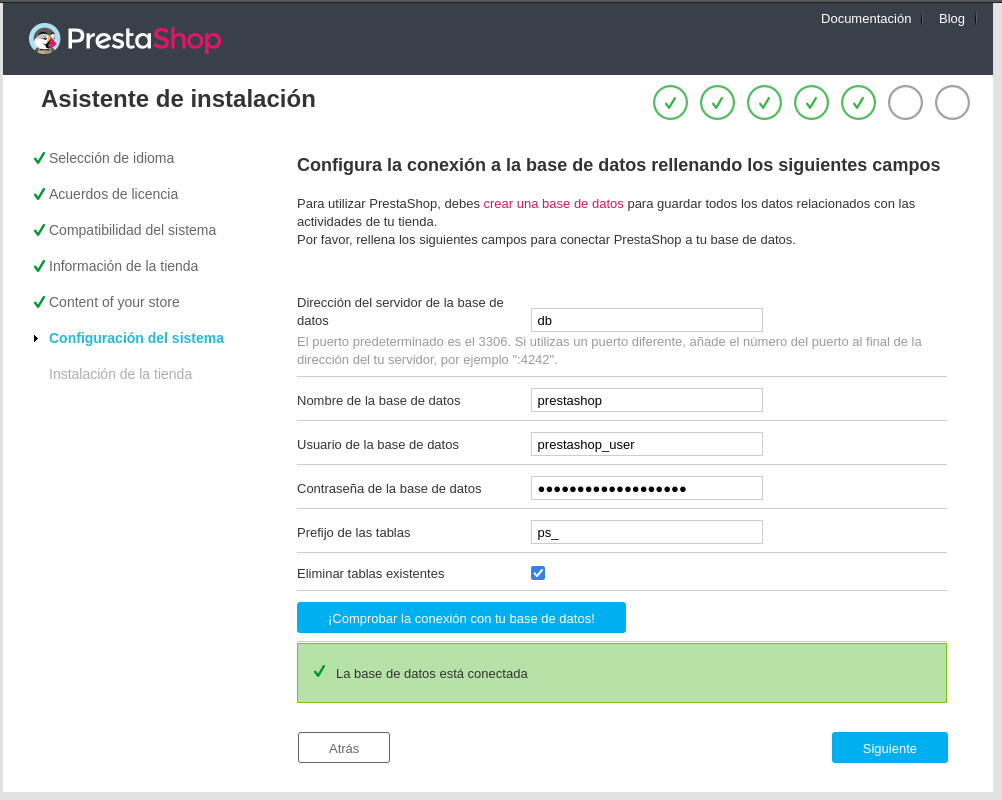 Documentación
Blog
PrestaShop
Asistente de instalación
Selección de idioma
Acuerdos de licencia
Compatibilidad del sistema
Información de la tienda
Content of your store
Configuración del sistema
Instalación de la tienda
Configura la conexión a la base de datos rellenando los siguientes campos
Para utilizar PrestaShop, debes crear una base de datos para guardar todos los datos relacionados con las
actividades de tu tienda.
Por favor, rellena los siguientes campos para conectar PrestaShop a tu base de datos.
Dirección del servidor de la base de
datos
db
El puerto predeterminado es el 3306. Si utilizas un puerto diferente, añade el número del puerto al final de la
dirección del tu servidor, por ejemplo ":4242".
Nombre de la base de datos
prestashop
Usuario de la base de datos
prestashop_user
Contraseña de la base de datos
●●●●●●●●●●●●●●●●●●●
Prefijo de las tablas
ps_
Eliminar tablas existentes
¡Comprobar la conexión con tu base de datos!
La base de datos está conectada
Atrás
Siguiente